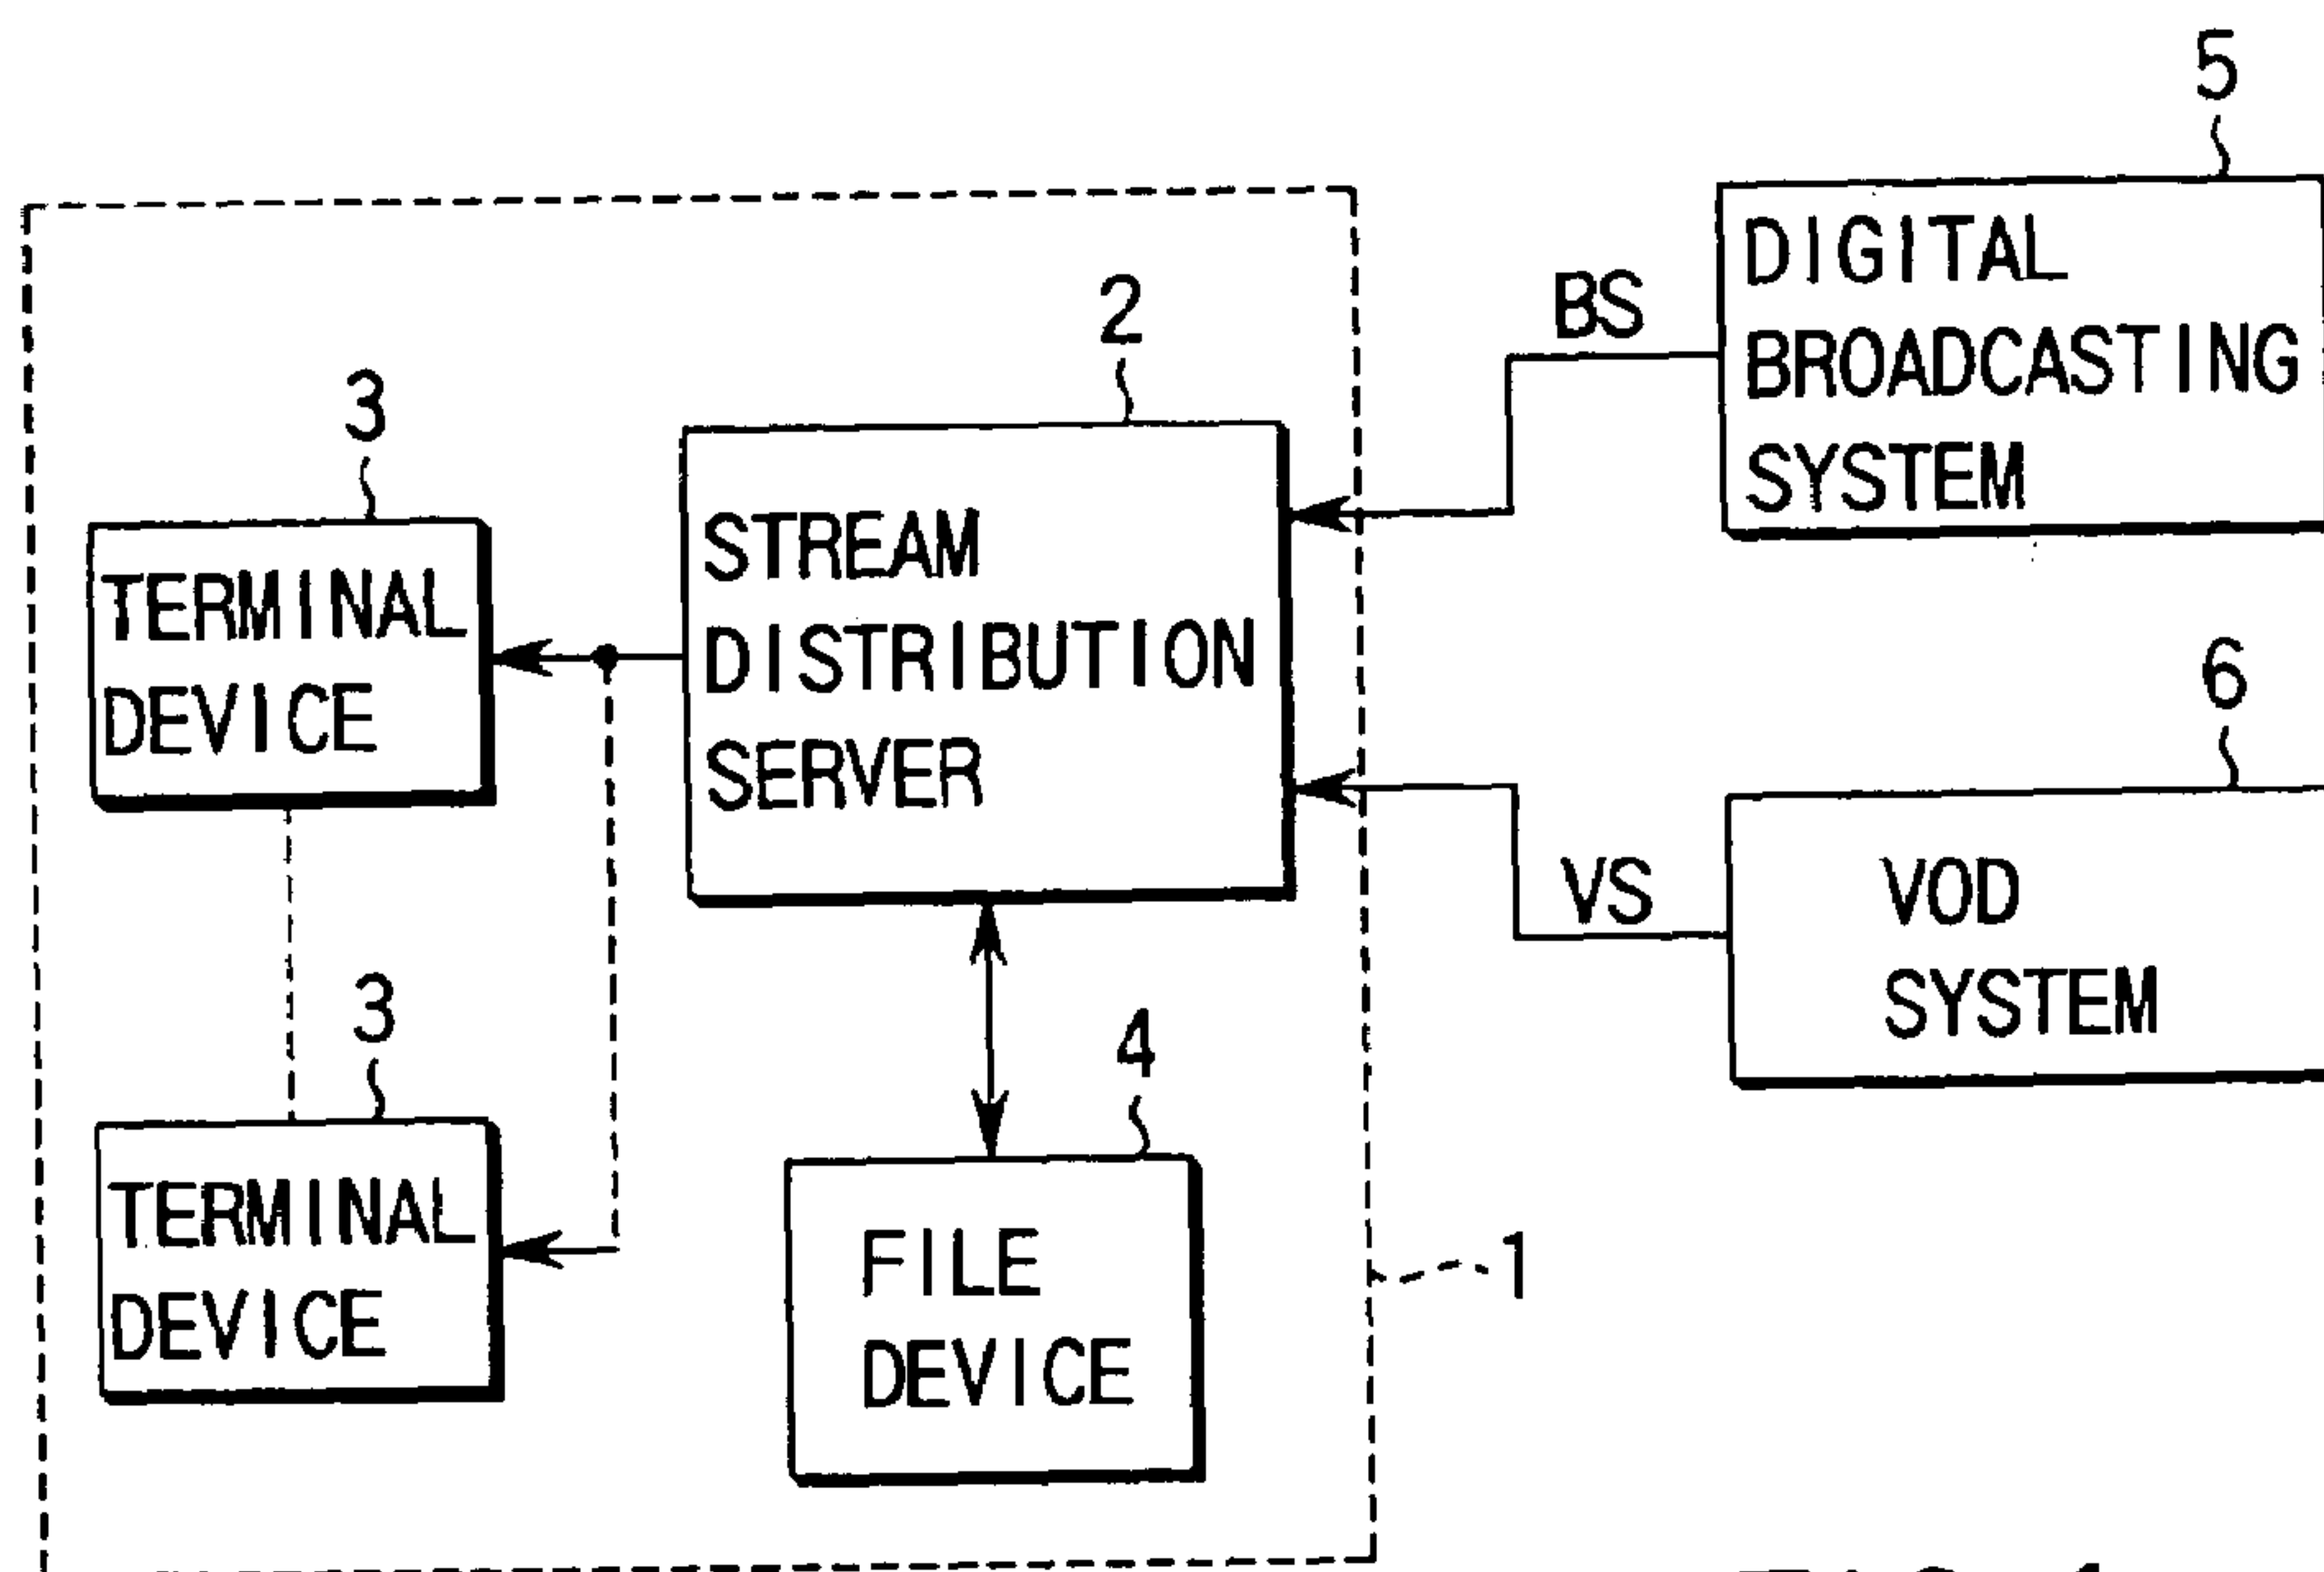 5
DIGITAL
BROADCASTING
SYSTEM
BS
2
3
STREAM
DISTRIBUTION
SERVER
TERMINAL
DEVICE
6
VS
VOD
SYSTEM
3
4
TERMINAL
DEVICE
FILE
DEVICE
1